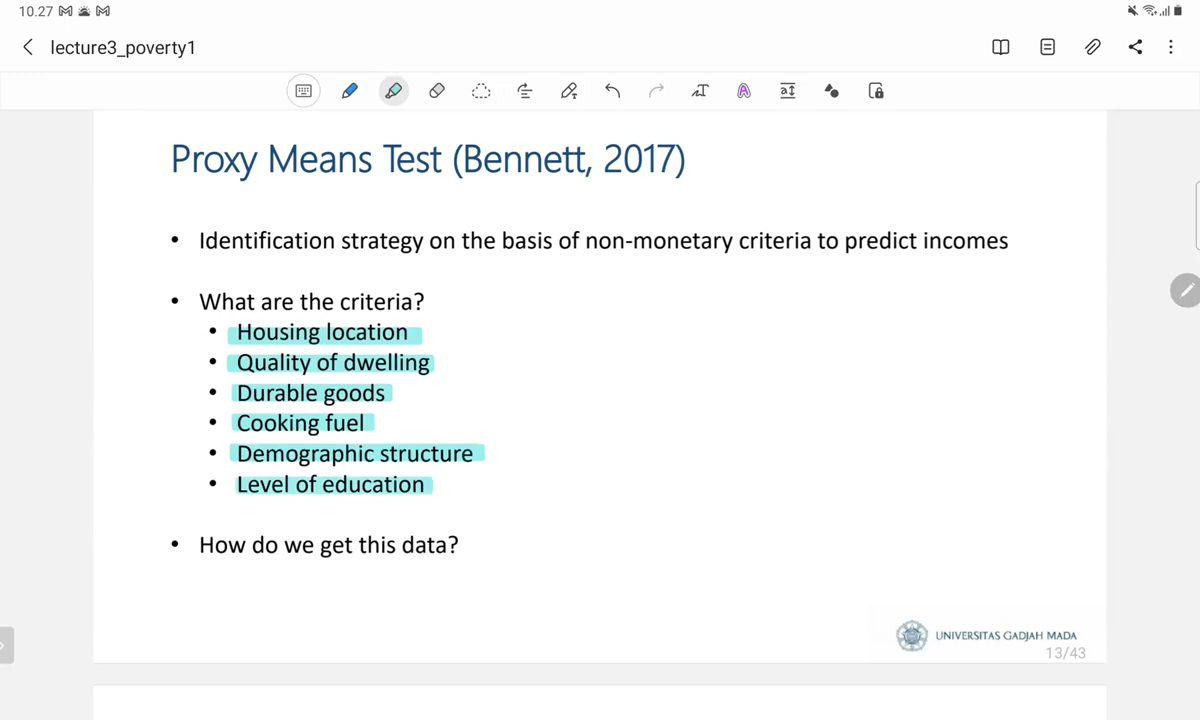 10.27
lecture3_poverty1
Proxy Means Test (Bennett, 2017)
• Identification strategy on the basis of non-monetary criteria to predict incomes
• What are the criteria?
• Housing location
• Quality of dwelling
• Durable goods
• Cooking fuel
• Demographic structure
• Level of education
• How do we get this data?
UNIVERSITAS GADJAH MADA
13/43